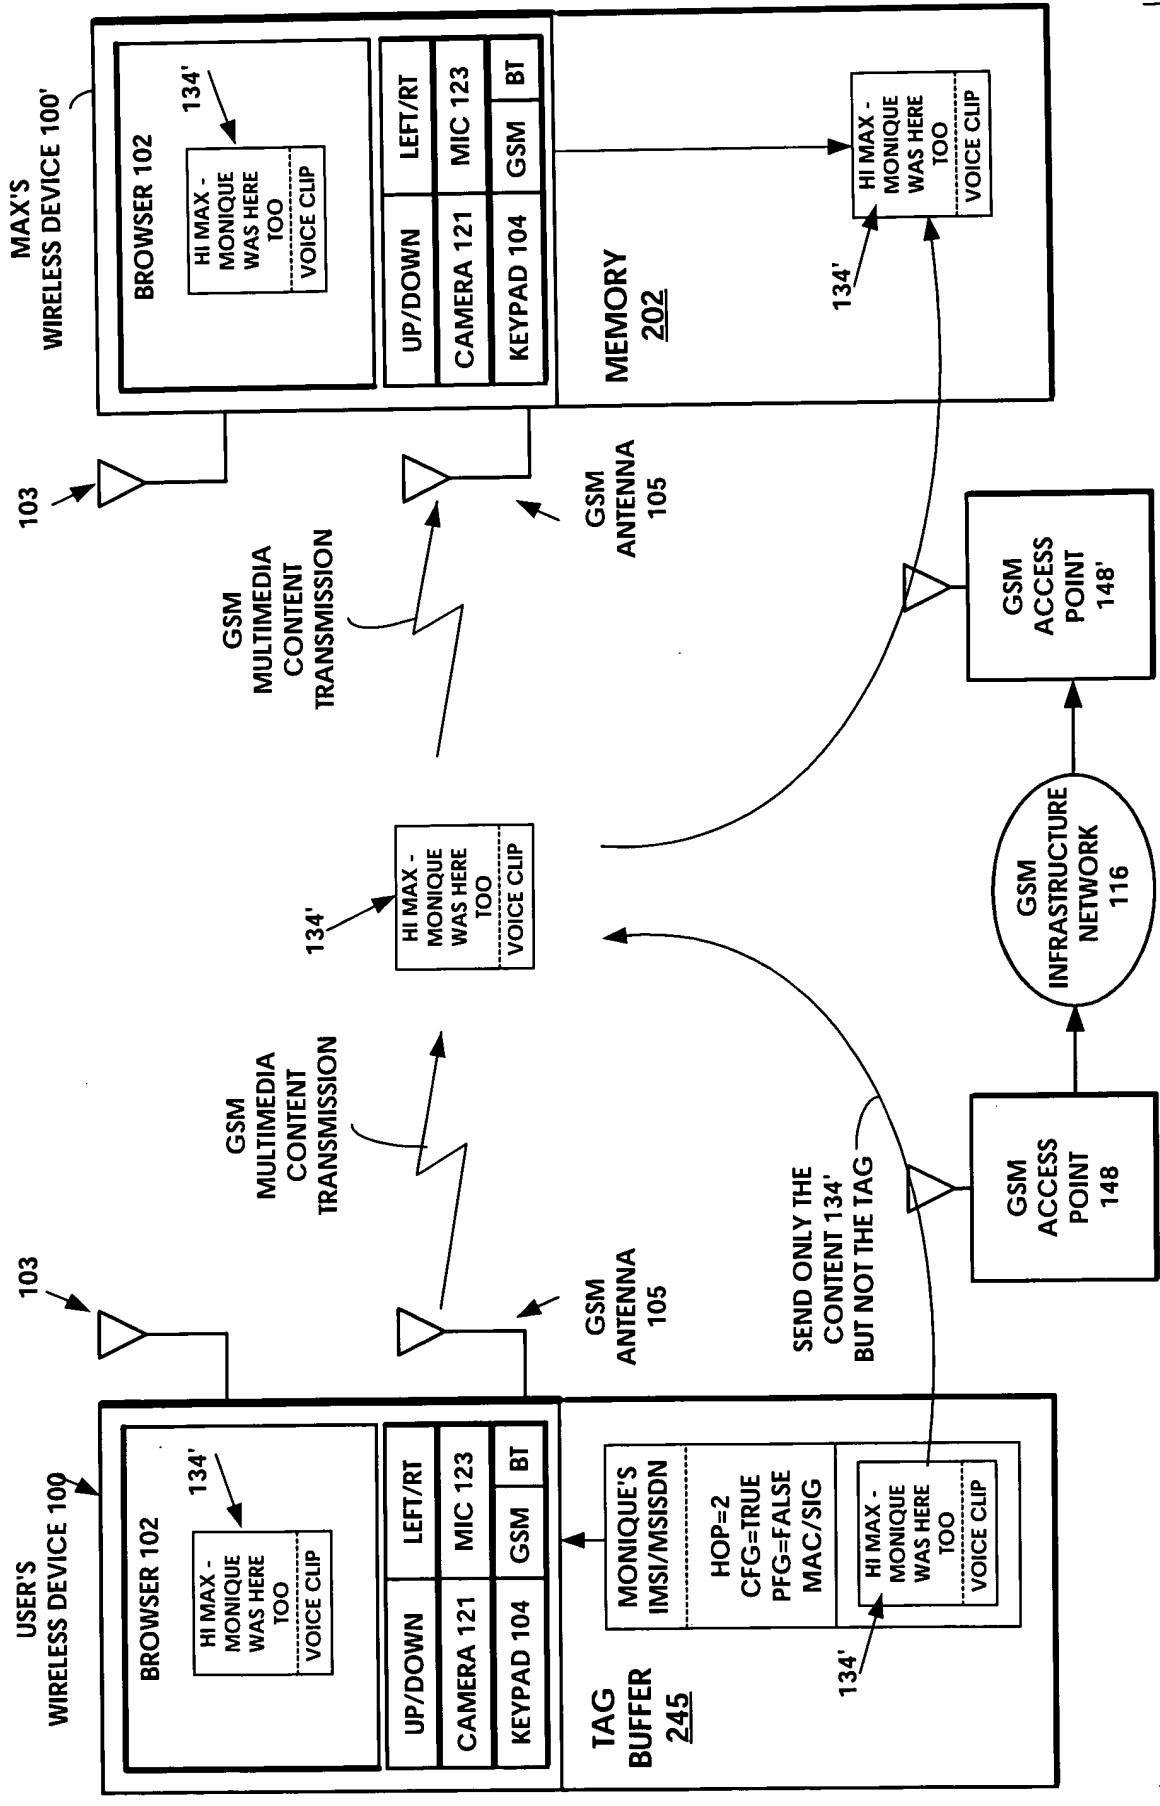 USER'S
WIRELESS DEVICE 100
BROWSER 102
134'
HI MAX -
MONIQUE
WAS HERE
TOO
VOICE CLIP
UP/DOWN
LEFT/RT
CAMERA 121
MIC 123
KEYPAD 104
GSM
BT
TAG
BUFFER
245
MONIQUE'S
IMSI/MSISDN
HOP=2
CFG=TRUE
PFG=FALSE
MAC/SIG
134'
HI MAX -
MONIQUE
WAS HERE
TOO
VOICE CLIP
103
GSM
ANTENNA
105
GSM
MULTIMEDIA
CONTENT
TRANSMISSION
SEND ONLY THE
CONTENT 134'
BUT NOT THE TAG
GSM
ACCESS
POINT
148
134'
HI MAX -
MONIQUE
WAS HERE
TOO
VOICE CLIP
GSM
INFRASTRUCTURE
NETWORK
116
GSM
MULTIMEDIA
CONTENT
TRANSMISSION
GSM
ACCESS
POINT
148'
103
GSM
ANTENNA
105
MAX'S
WIRELESS DEVICE 100'
BROWSER 102
134'
HI MAX -
MONIQUE
WAS HERE
TOO
VOICE CLIP
UP/DOWN
LEFT/RT
CAMERA 121
MIC 123
KEYPAD 104
GSM
BT
MEMORY
202
134'
HI MAX -
MONIQUE
WAS HERE
TOO
VOICE CLIP